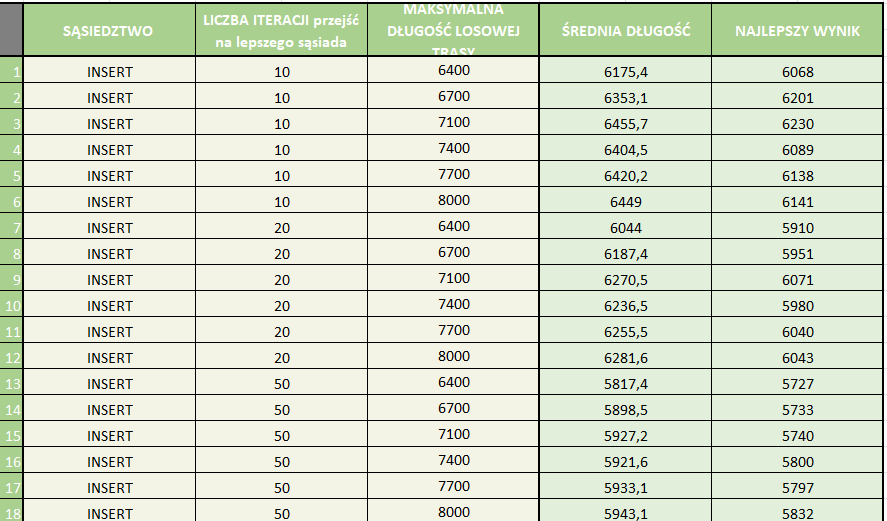 SĄSIEDZTWO LICZBA ITERACJI przejść na lepszego sąsiada MAKSYMALNA DŁUGOŚĆ LOSOWEJ TRASY ŚREDNIA DŁUGOŚĆ NAJLEPSZY WYNIK
1 INSERT 10 6400 6175,4 6068
2 INSERT 10 6700 6353,1 6201
3 INSERT 10 7100 6455,7 6230
4 INSERT 10 7400 6404,5 6089
5 INSERT 10 7700 6420,2 6138
6 INSERT 10 8000 6449 6141
7 INSERT 20 6400 6044 5910
8 INSERT 20 6700 6187,4 5951
9 INSERT 20 7100 6270,5 6071
10 INSERT 20 7400 6236,5 5980
11 INSERT 20 7700 6255,5 6040
12 INSERT 20 8000 6281,6 6043
13 INSERT 50 6400 5817,4 5727
14 INSERT 50 6700 5898,5 5733
15 INSERT 50 7100 5927,2 5740
16 INSERT 50 7400 5921,6 5800
17 INSERT 50 7700 5933,1 5797
18 INSERT 50 8000 5943,1 5832